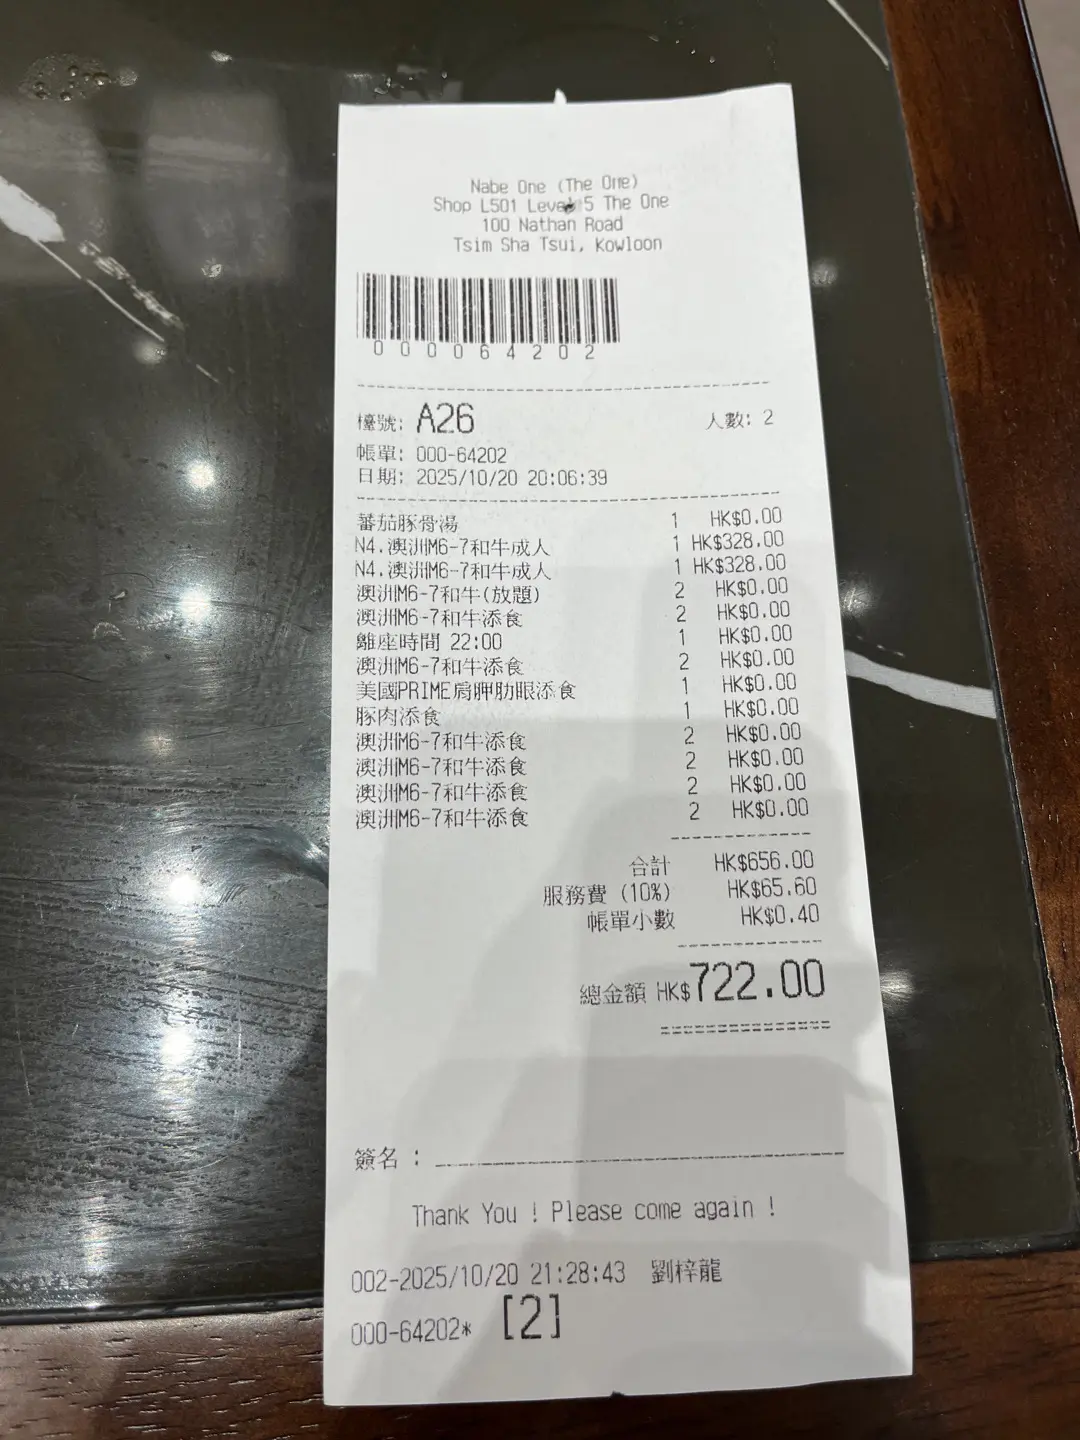 Nabe One (The One)
Shop L501 Level 5 The One
100 Nathan Road
Tsim Sha Tsui, Kowloon
000064202
檯號: A26 人數: 2
帳單: 000-64202
日期: 2025/10/20 20:06:39
蕃茄豚骨湯 1 HK$0.00
N4.澳洲M6-7和牛成人 1 HK$328.00
N4.澳洲M6-7和牛成人 1 HK$328.00
澳洲M6-7和牛(放題) 2 HK$0.00
澳洲M6-7和牛添食 2 HK$0.00
離座時間 22:00 1 HK$0.00
澳洲M6-7和牛添食 2 HK$0.00
美國PRIME肩胛肋眼添食 1 HK$0.00
豚肉添食 1 HK$0.00
澳洲M6-7和牛添食 2 HK$0.00
澳洲M6-7和牛添食 2 HK$0.00
澳洲M6-7和牛添食 2 HK$0.00
澳洲M6-7和牛添食 2 HK$0.00
合計 HK$656.00
服務費 (10%) HK$65.60
帳單小數 HK$0.40
總金額 HK$722.00
簽名 :
Thank You ! Please come again !
002-2025/10/20 21:28:43 劉梓龍
000-64202* [2]